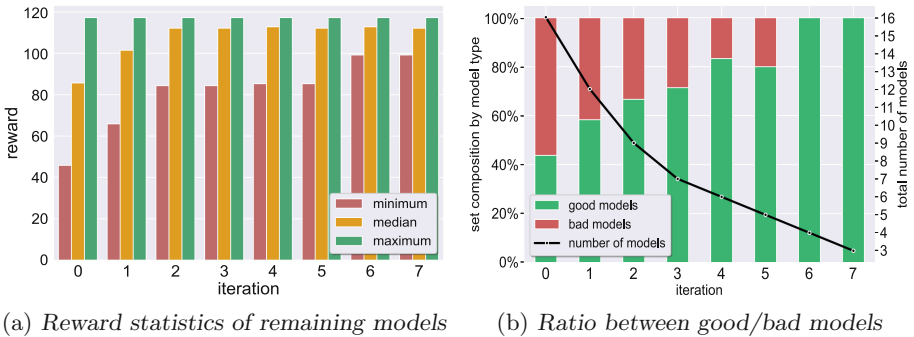 120
100
80
60
40
20
0
reward
minimum
median
maximum
0 1 2 3 4 5 6 7
iteration
(a) Reward statistics of remaining models
100%
80%
60%
40%
20%
0%
set composition by model type
good models
bad models
number of models
16
15
14
13
12
11
10
9
8
7
6
5
4
3
total number of models
0 1 2 3 4 5 6 7
iteration
(b) Ratio between good/bad models